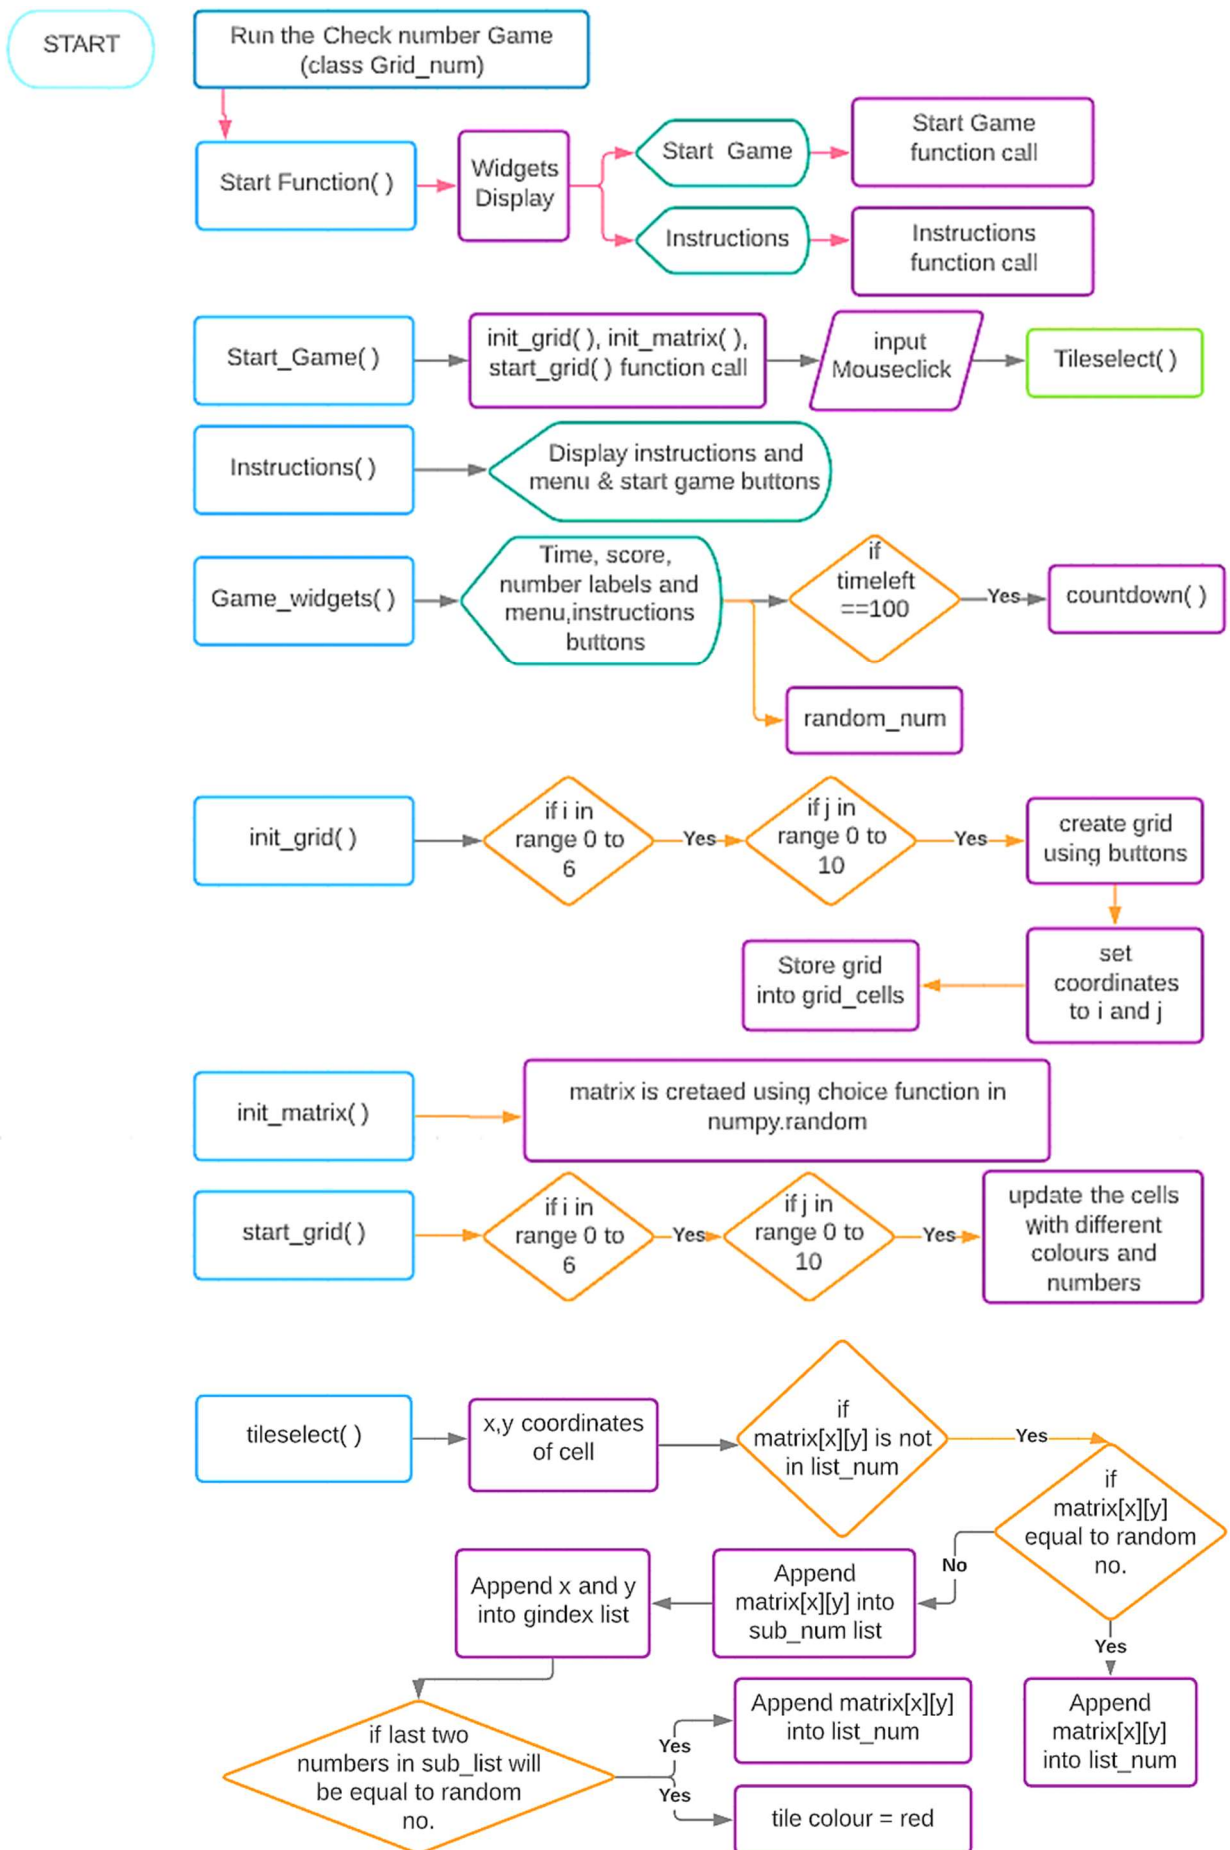 START
Run the Check number Game
(class Grid_num)
Start Function( )
Widgets
Display
Start Game
Start Game
function call
Instructions
Instructions
function call
Start_Game( )
init_grid( ), init_matrix( ),
start_grid( ) function call
input
Mouseclick
Tileselect( )
Instructions( )
Display instructions and
menu & start game buttons
Game_widgets( )
Time, score,
number labels and
menu,instructions
buttons
if
timeleft
==100
Yes
countdown( )
random_num
init_grid( )
if i in
range 0 to
6
Yes
if j in
range 0 to
10
Yes
create grid
using buttons
set
coordinates
to i and j
Store grid
into grid_cells
init_matrix( )
matrix is cretaed using choice function in
numpy.random
start_grid( )
if i in
range 0 to
6
Yes
if j in
range 0 to
10
Yes
update the cells
with different
colours and
numbers
tileselect( )
x,y coordinates
of cell
if
matrix[x][y] is not
in list_num
Yes
if
matrix[x][y]
equal to random
no.
No
Append
matrix[x][y] into
sub_num list
Append x and y
into gindex list
Yes
Append
matrix[x][y]
into list_num
if last two
numbers in sub_list will
be equal to random
no.
Yes
Append matrix[x][y]
into list_num
Yes
tile colour = red